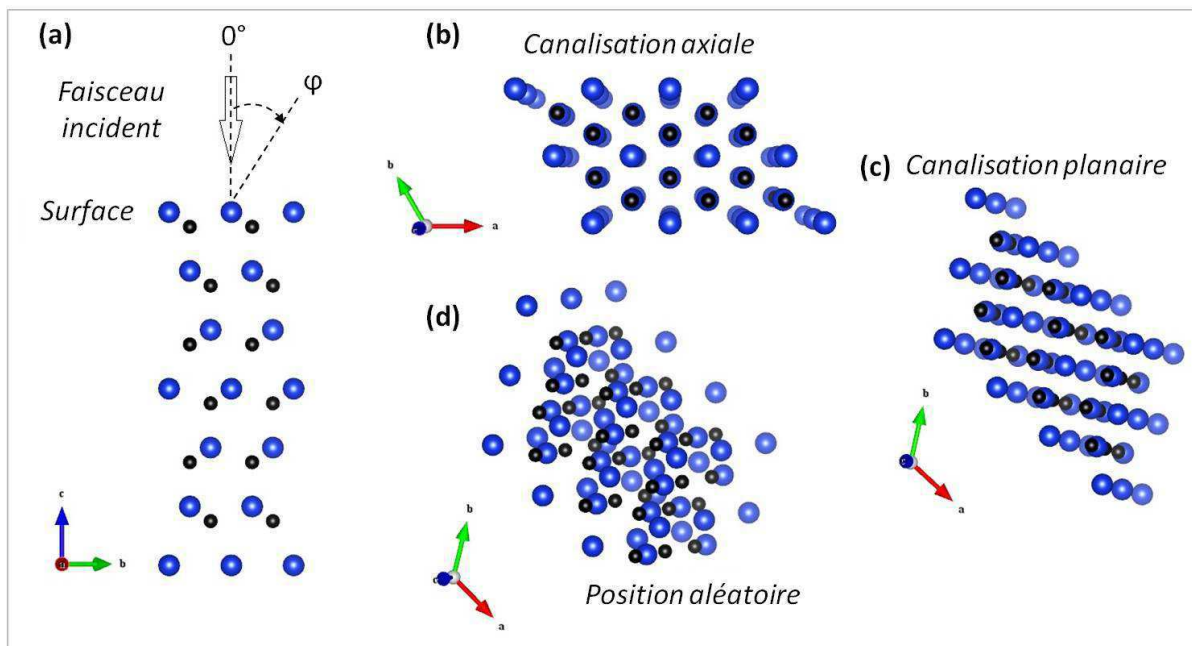 (a)
0°
φ
Faisceau
incident
Surface
c
b
(b)
Canalisation axiale
b
a
c
(c)
Canalisation planaire
b
c
a
(d)
b
c
a
Position aléatoire